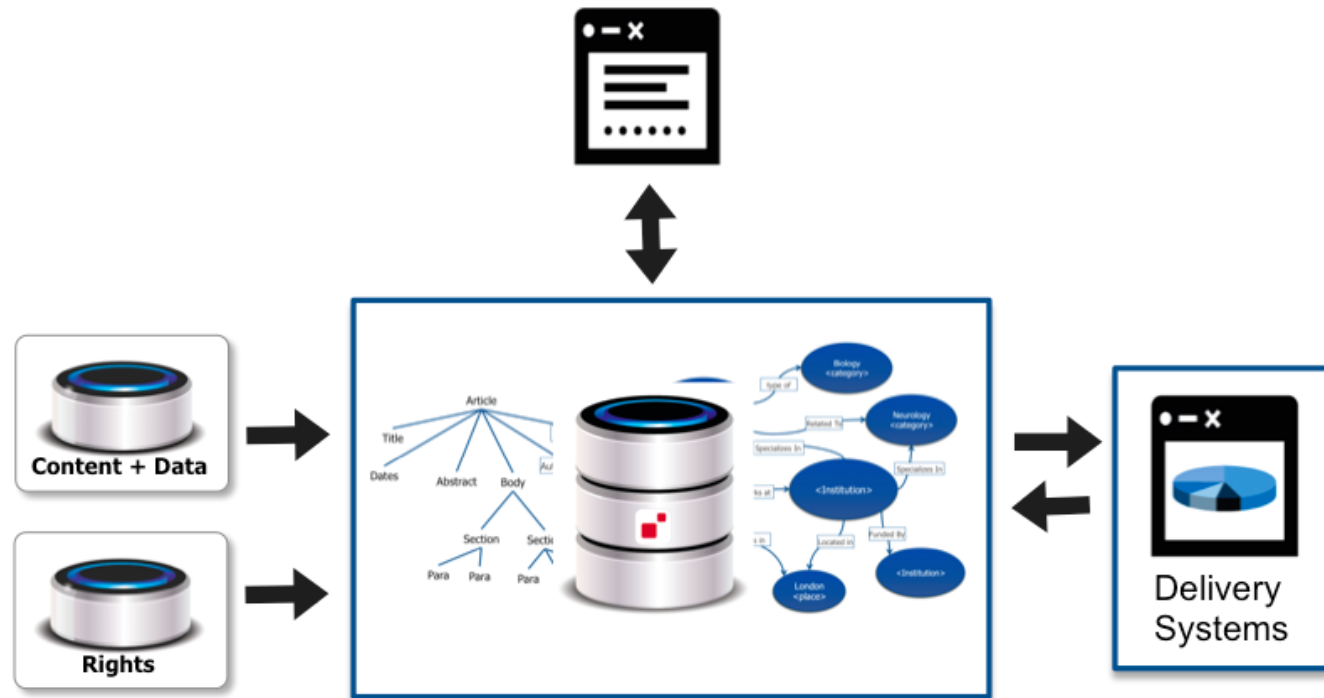 Content + Data
Rights
Article
Title
Dates
Abstract
Body
Section
Para
Para
Para
type of
Biology
<category>
Related To
Neurology
<category>
Specializes In
Specializes In
<Institution>
Located in
Funded By
London
<place>
<Institution>
Delivery
Systems